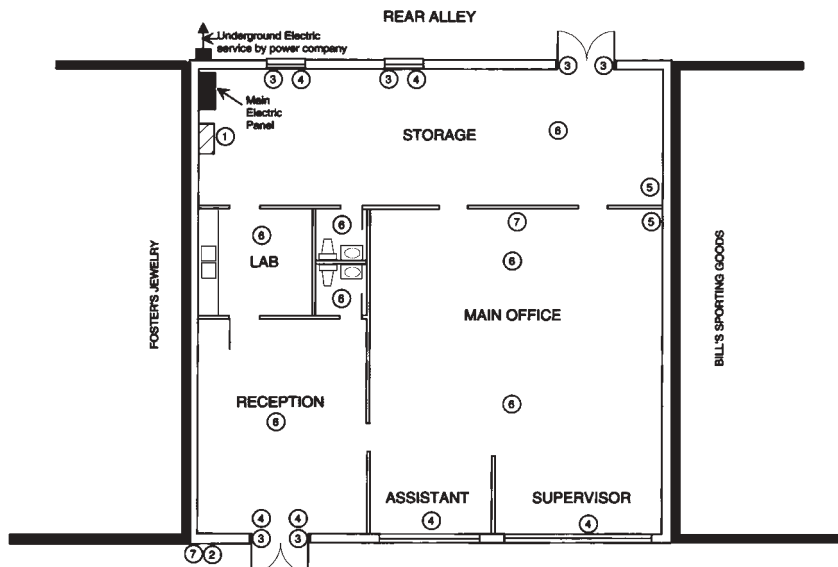 REAR ALLEY
Underground Electric
service by power company
3 4 3 4 3 3
Main
Electric
Panel
1
STORAGE
6
5
7
5
6
6
LAB
6
6
MAIN OFFICE
FOSTER'S JEWELRY
BILL'S SPORTING GOODS
RECEPTION
6
6
ASSISTANT
SUPERVISOR
4 4
4
4
3 3
7 2